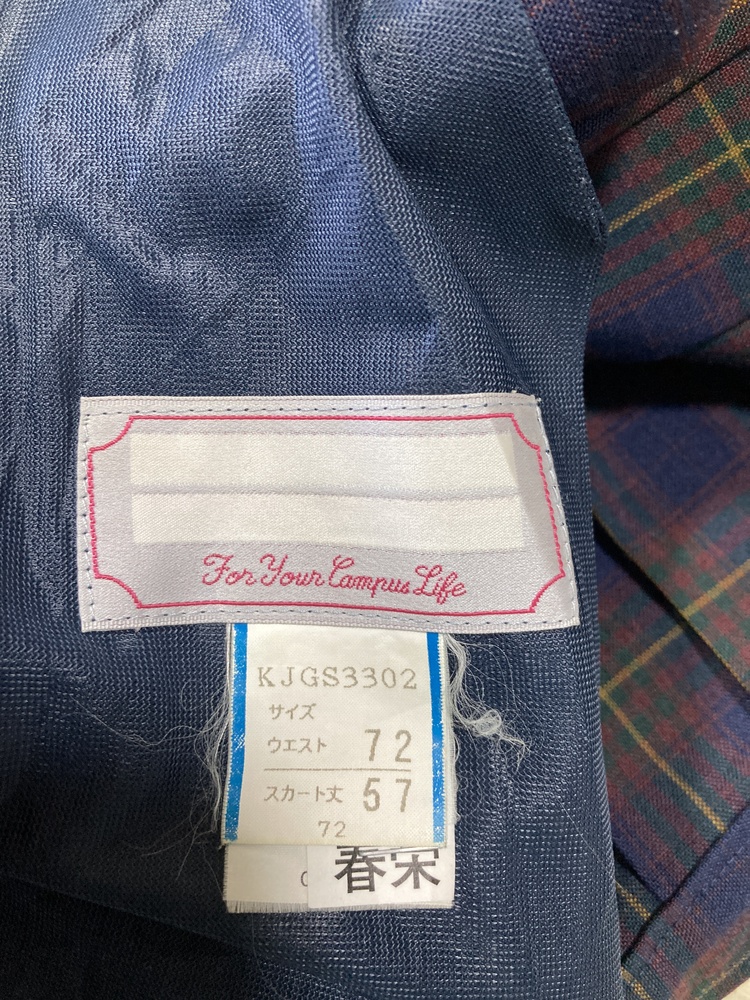 For Your Campus Life
KJGS3302
サイズ
ウエスト 72
スカート丈 57
72
春栄